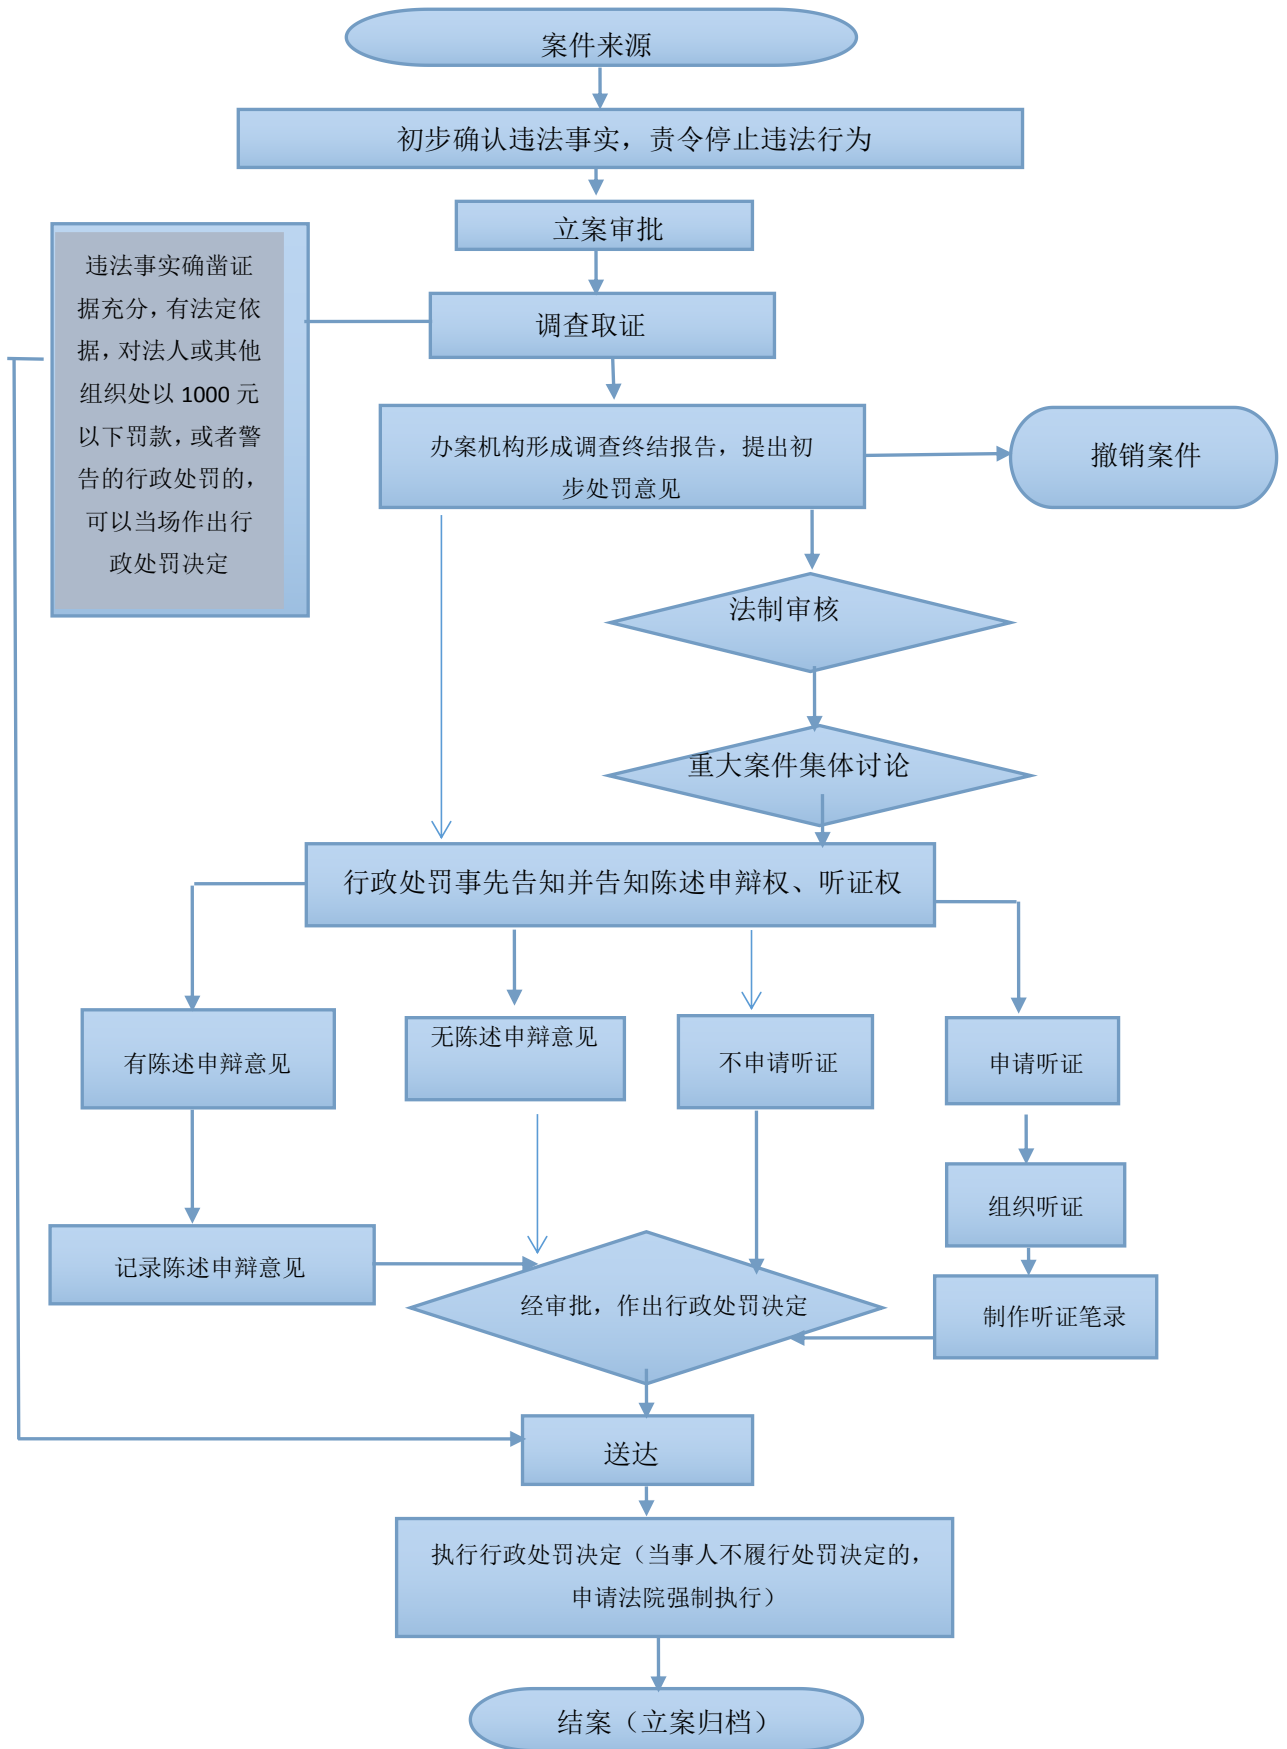 案件来源
初步确认违法事实，责令停止违法行为
立案审批
违法事实确凿证
据充分，有法定依
据，对法人或其他
组织处以 1000 元
以下罚款，或者警
告的行政处罚的，
可以当场作出行
政处罚决定
调查取证
办案机构形成调查终结报告，提出初
步处罚意见
撤销案件
法制审核
重大案件集体讨论
行政处罚事先告知并告知陈述申辩权、听证权
有陈述申辩意见
无陈述申辩意见
不申请听证
申请听证
组织听证
记录陈述申辩意见
经审批，作出行政处罚决定
制作听证笔录
送达
执行行政处罚决定（当事人不履行处罚决定的，
申请法院强制执行）
结案（立案归档）